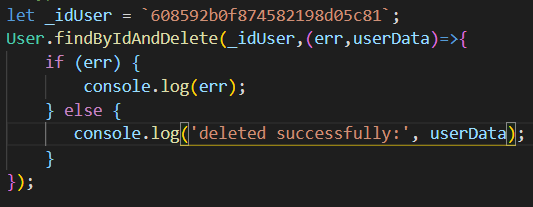 let _idUser = `608592b0f874582198d05c81`;
User.findByIdAndDelete(_idUser,(err,userData)=>{
if (err) {
console.log(err);
} else {
console.log('deleted successfully:', userData);
}
});